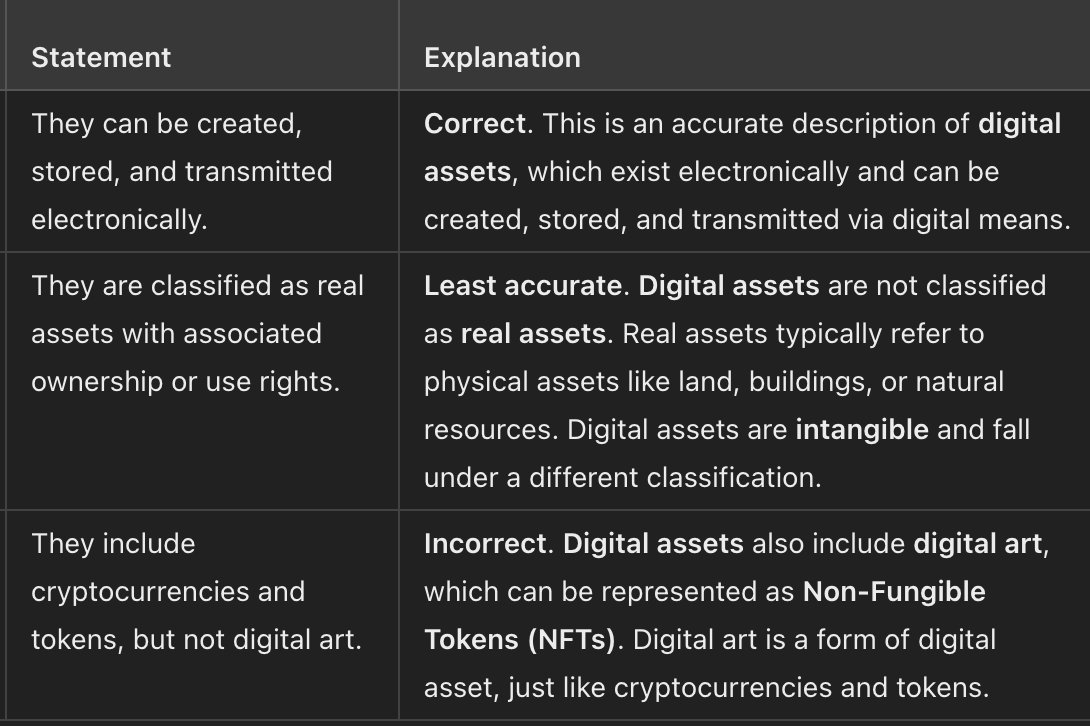 Statement
Explanation
They can be created,
stored, and transmitted
electronically.
Correct. This is an accurate description of digital
assets, which exist electronically and can be
created, stored, and transmitted via digital means.
They are classified as real
assets with associated
ownership or use rights.
Least accurate. Digital assets are not classified
as real assets. Real assets typically refer to
physical assets like land, buildings, or natural
resources. Digital assets are intangible and fall
under a different classification.
They include
cryptocurrencies and
tokens, but not digital art.
Incorrect. Digital assets also include digital art,
which can be represented as Non-Fungible
Tokens (NFTs). Digital art is a form of digital
asset, just like cryptocurrencies and tokens.